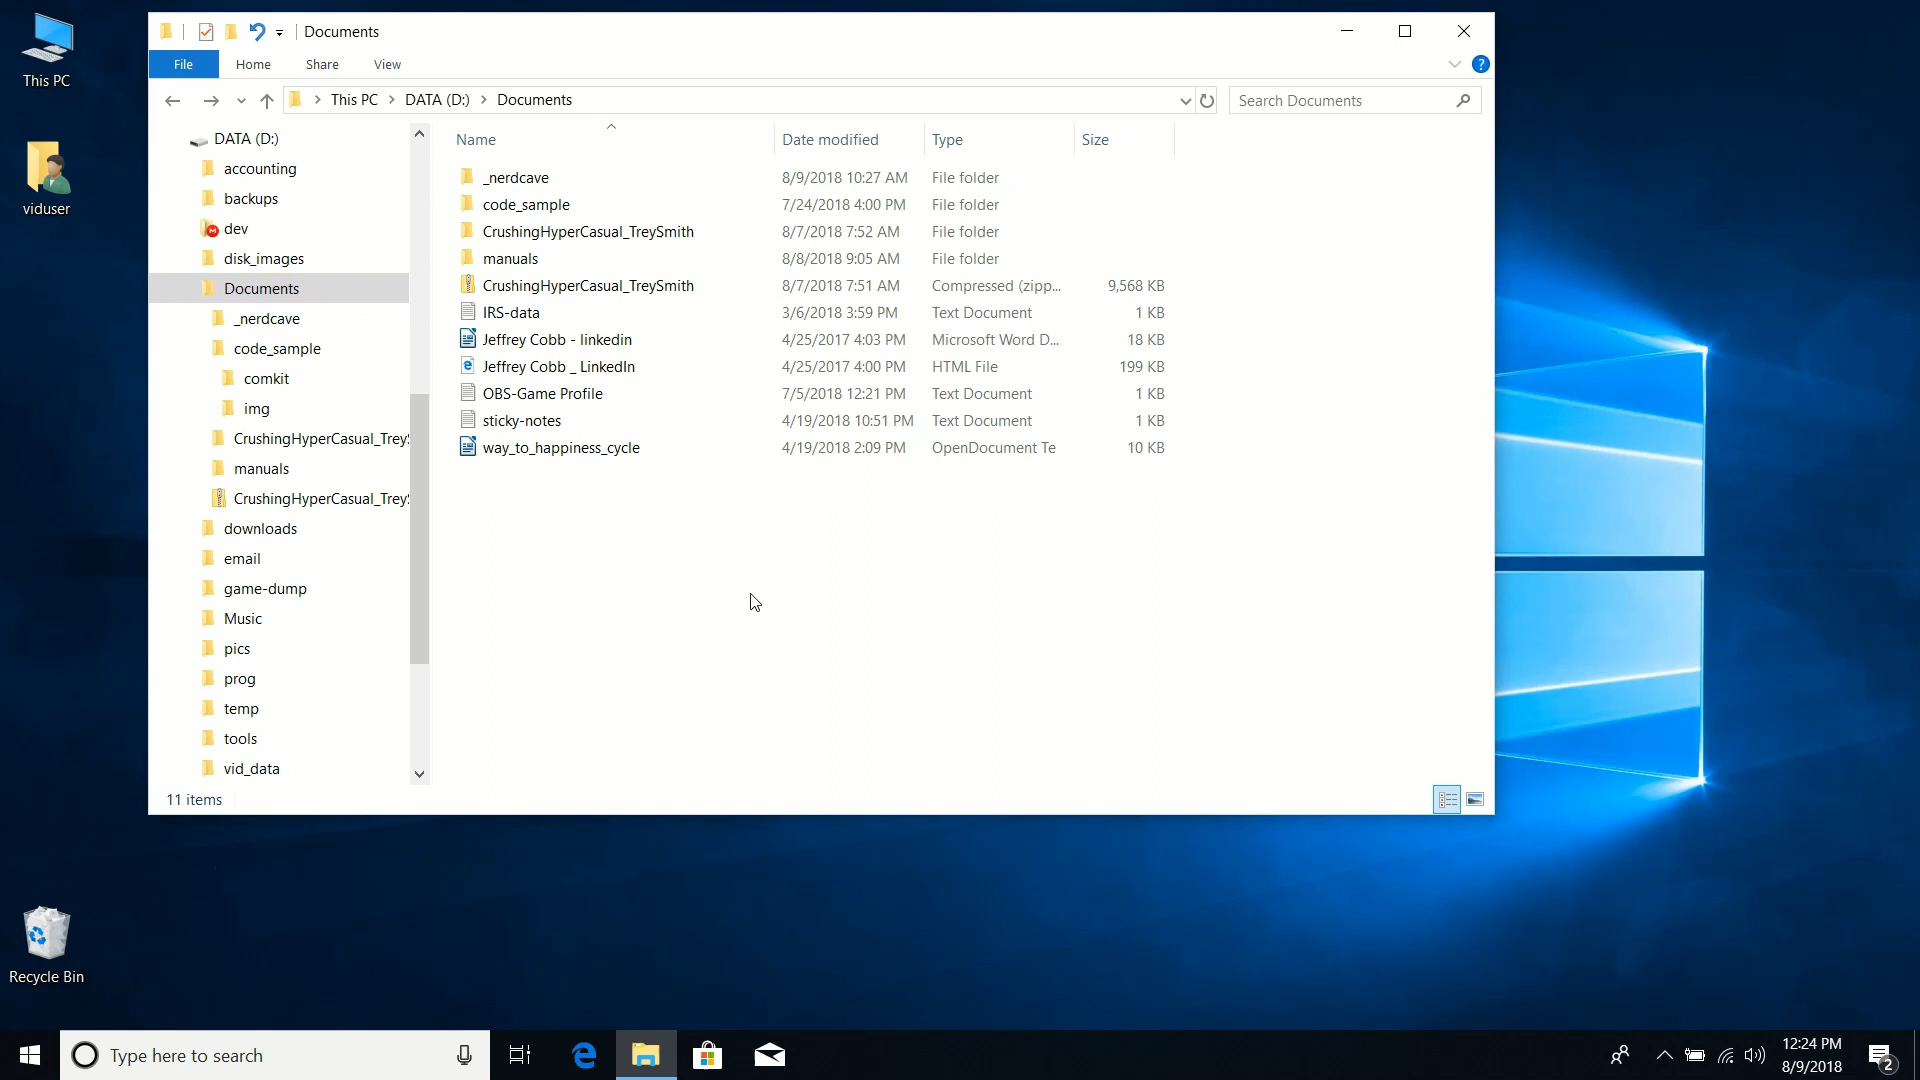 This PC
viduser
Recycle Bin
Documents
File Home Share View
This PC DATA (D:) Documents
Search Documents
DATA (D:)
accounting
backups
dev
disk_images
Documents
_nerdcave
code_sample
comkit
img
CrushingHyperCasual_Trey
manuals
CrushingHyperCasual_Trey
downloads
email
game-dump
Music
pics
prog
temp
tools
vid_data
Name Date modified Type Size
_nerdcave 8/9/2018 10:27 AM File folder
code_sample 7/24/2018 4:00 PM File folder
CrushingHyperCasual_TreySmith 8/7/2018 7:52 AM File folder
manuals 8/8/2018 9:05 AM File folder
CrushingHyperCasual_TreySmith 8/7/2018 7:51 AM Compressed (zipp... 9,568 KB
IRS-data 3/6/2018 3:59 PM Text Document 1 KB
Jeffrey Cobb - linkedin 4/25/2017 4:03 PM Microsoft Word D... 18 KB
Jeffrey Cobb _ LinkedIn 4/25/2017 4:00 PM HTML File 199 KB
OBS-Game Profile 7/5/2018 12:21 PM Text Document 1 KB
sticky-notes 4/19/2018 10:51 PM Text Document 1 KB
way_to_happiness_cycle 4/19/2018 2:09 PM OpenDocument Te 10 KB
11 items
Type here to search
12:24 PM
8/9/2018
2